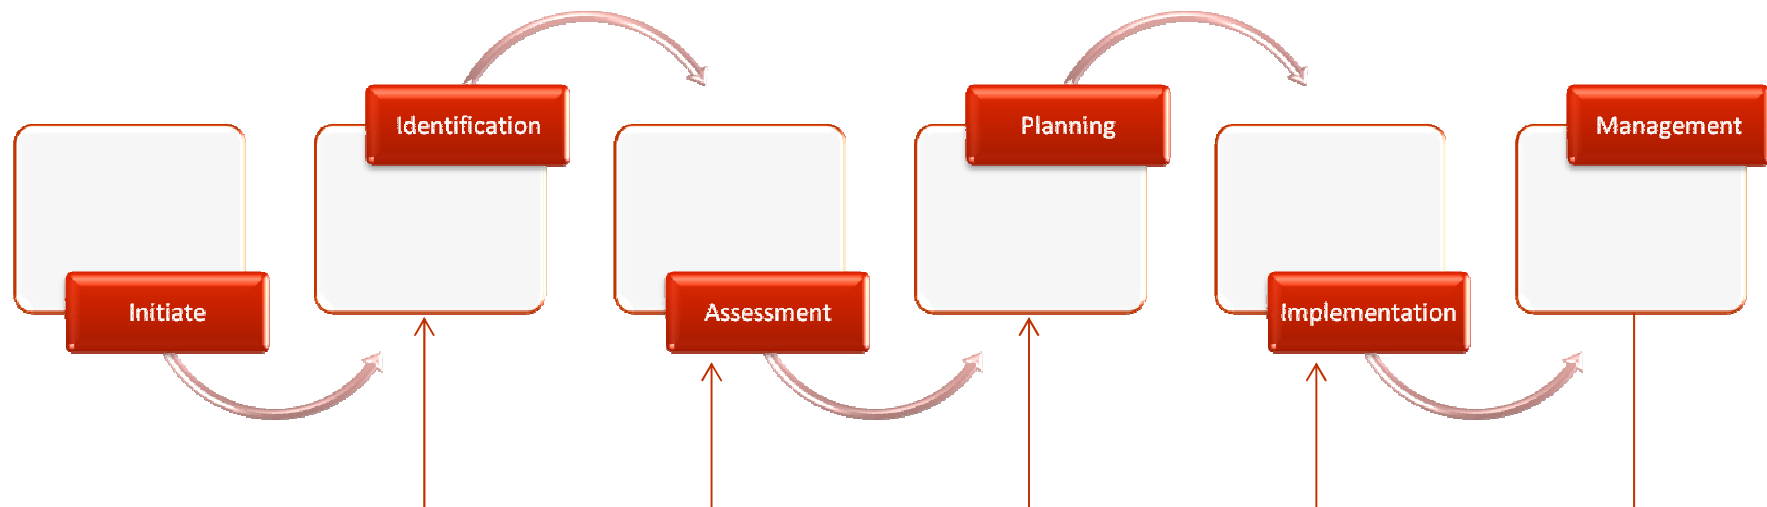 Initiate
Identification
Assessment
Planning
Implementation
Management